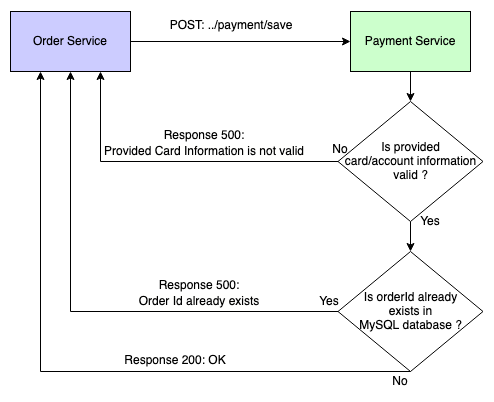 POST: ../payment/save
Order Service
Payment Service
Response 500:
Provided Card Information is not valid
No
Is provided
card/account information
valid ?
Yes
Response 500:
Order Id already exists
Yes
Is orderId already
exists in
MySQL database ?
Response 200: OK
No